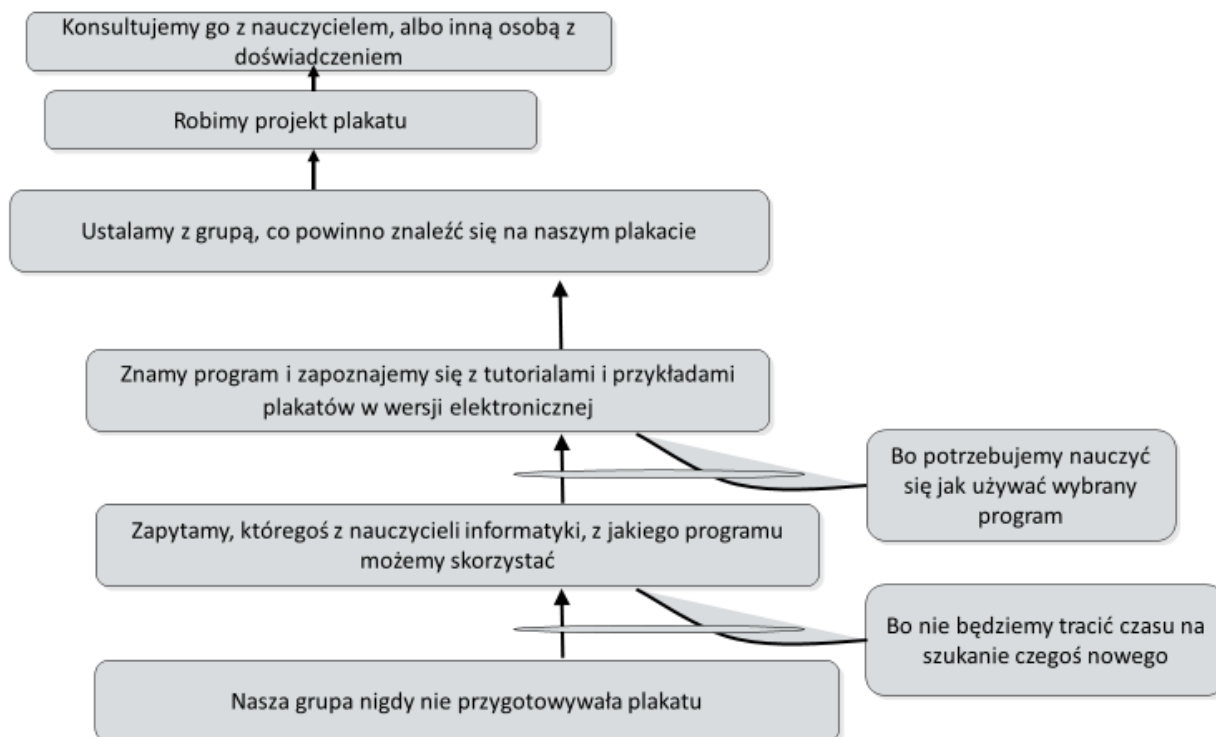 Konsultujemy go z nauczycielem, albo inną osobą z
doświadczeniem
Robimy projekt plakatu
Ustalamy z grupą, co powinno znaleźć się na naszym plakacie
Znamy program i zapoznajemy się z tutorialami i przykładami
plakatów w wersji elektronicznej
Bo potrzebujemy nauczyć
się jak używać wybrany
program
Zapytamy, któregoś z nauczycieli informatyki, z jakiego programu
możemy skorzystać
Bo nie będziemy tracić czasu na
szukanie czegoś nowego
Nasza grupa nigdy nie przygotowywała plakatu